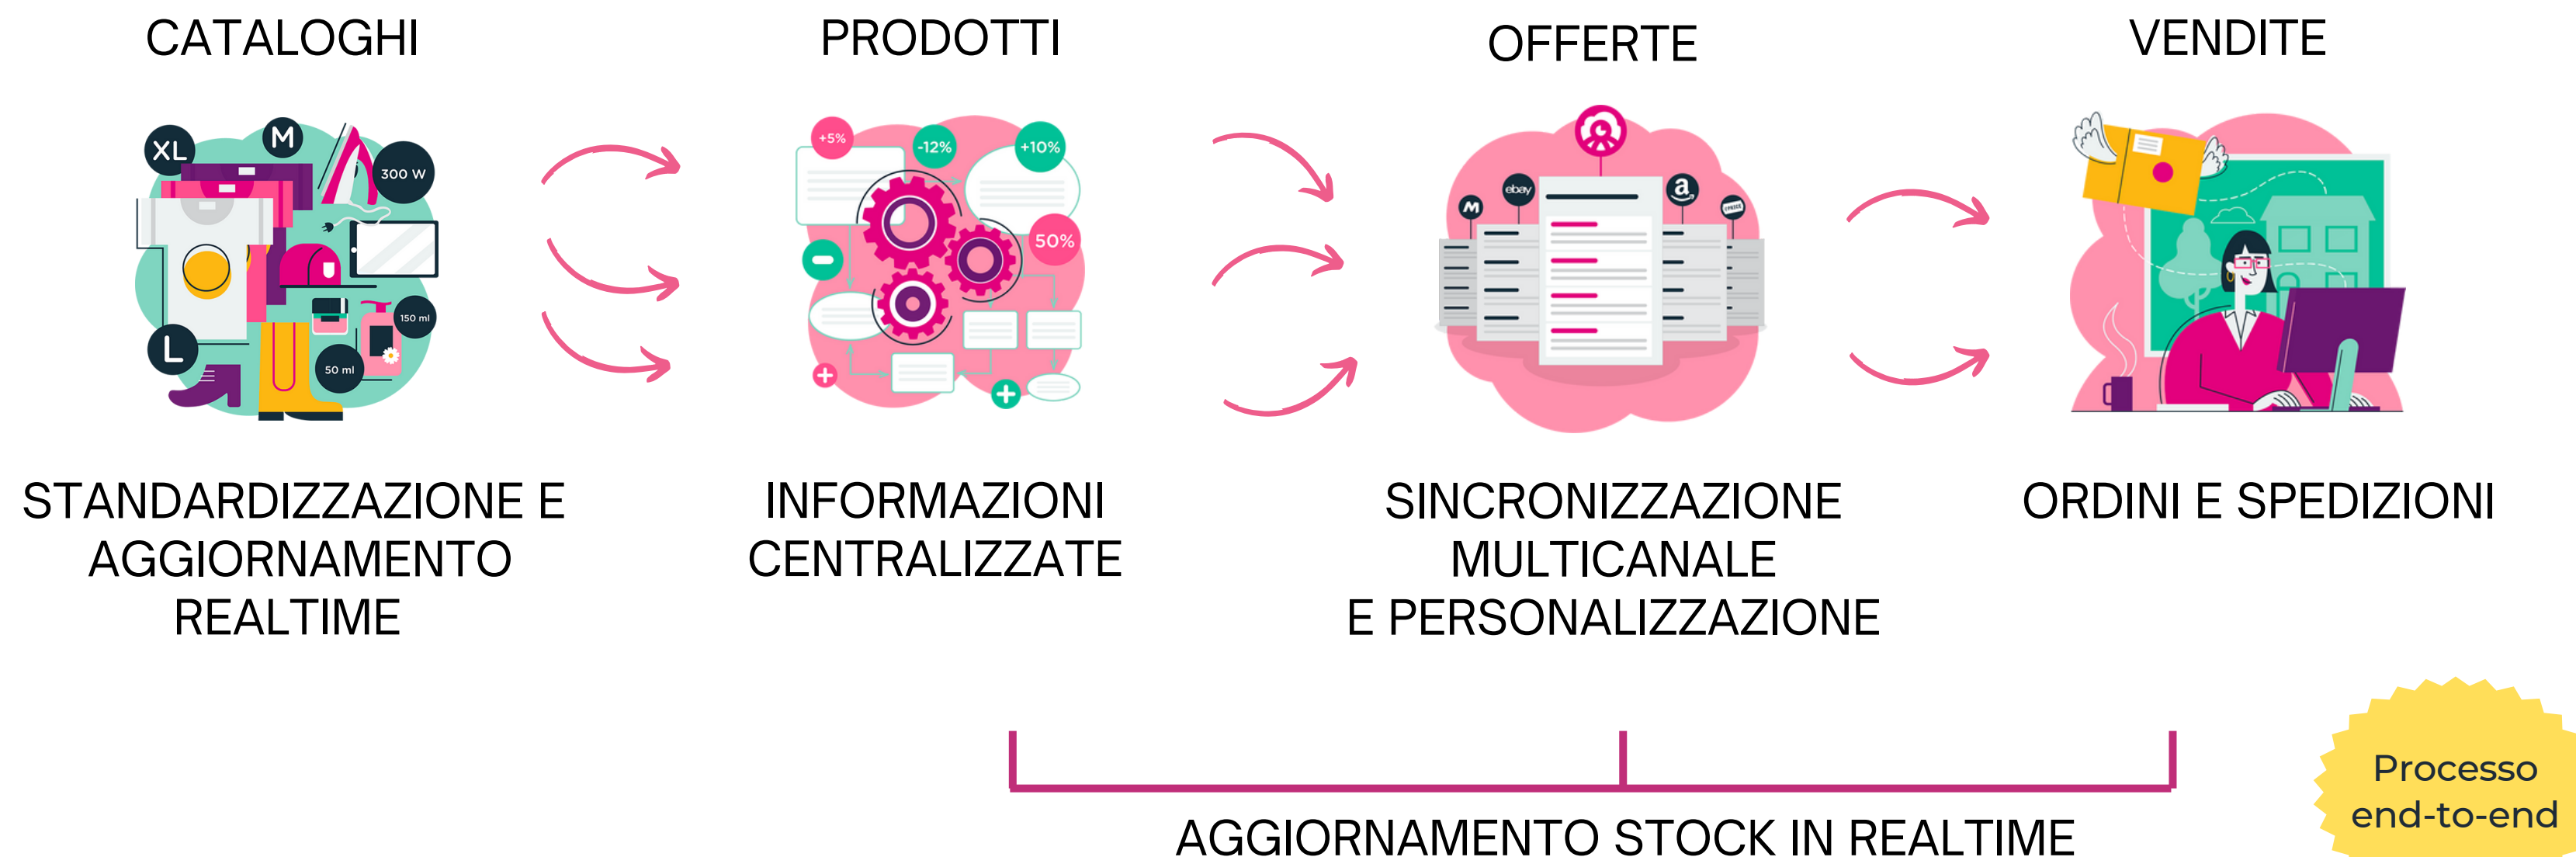 CATALOGHI
PRODOTTI
OFFERTE
VENDITE
XL
M
300 W
L
50 ml
150 ml
+5%
-12%
+10%
50%
M
ebay
a
STANDARDIZZAZIONE E
AGGIORNAMENTO
REALTIME
INFORMAZIONI
CENTRALIZZATE
SINCRONIZZAZIONE
MULTICANALE
E PERSONALIZZAZIONE
ORDINI E SPEDIZIONI
AGGIORNAMENTO STOCK IN REALTIME
Processo
end-to-end